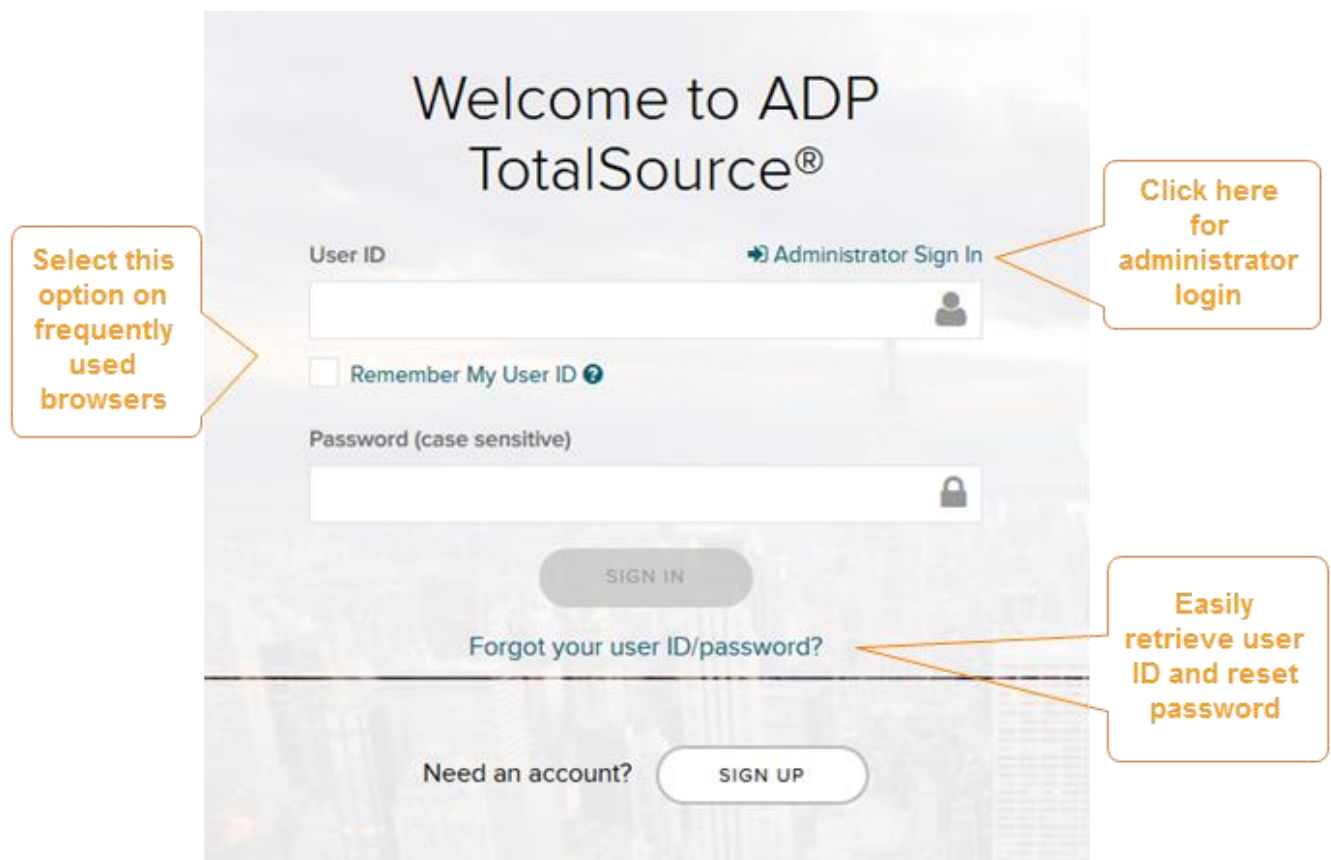 Welcome to ADP
TotalSource®
Select this
option on
frequently
used
browsers
User ID
Administrator Sign In
Click here
for
administrator
login
Remember My User ID
Password (case sensitive)
SIGN IN
Forgot your user ID/password?
Easily
retrieve user
ID and reset
password
Need an account?
SIGN UP